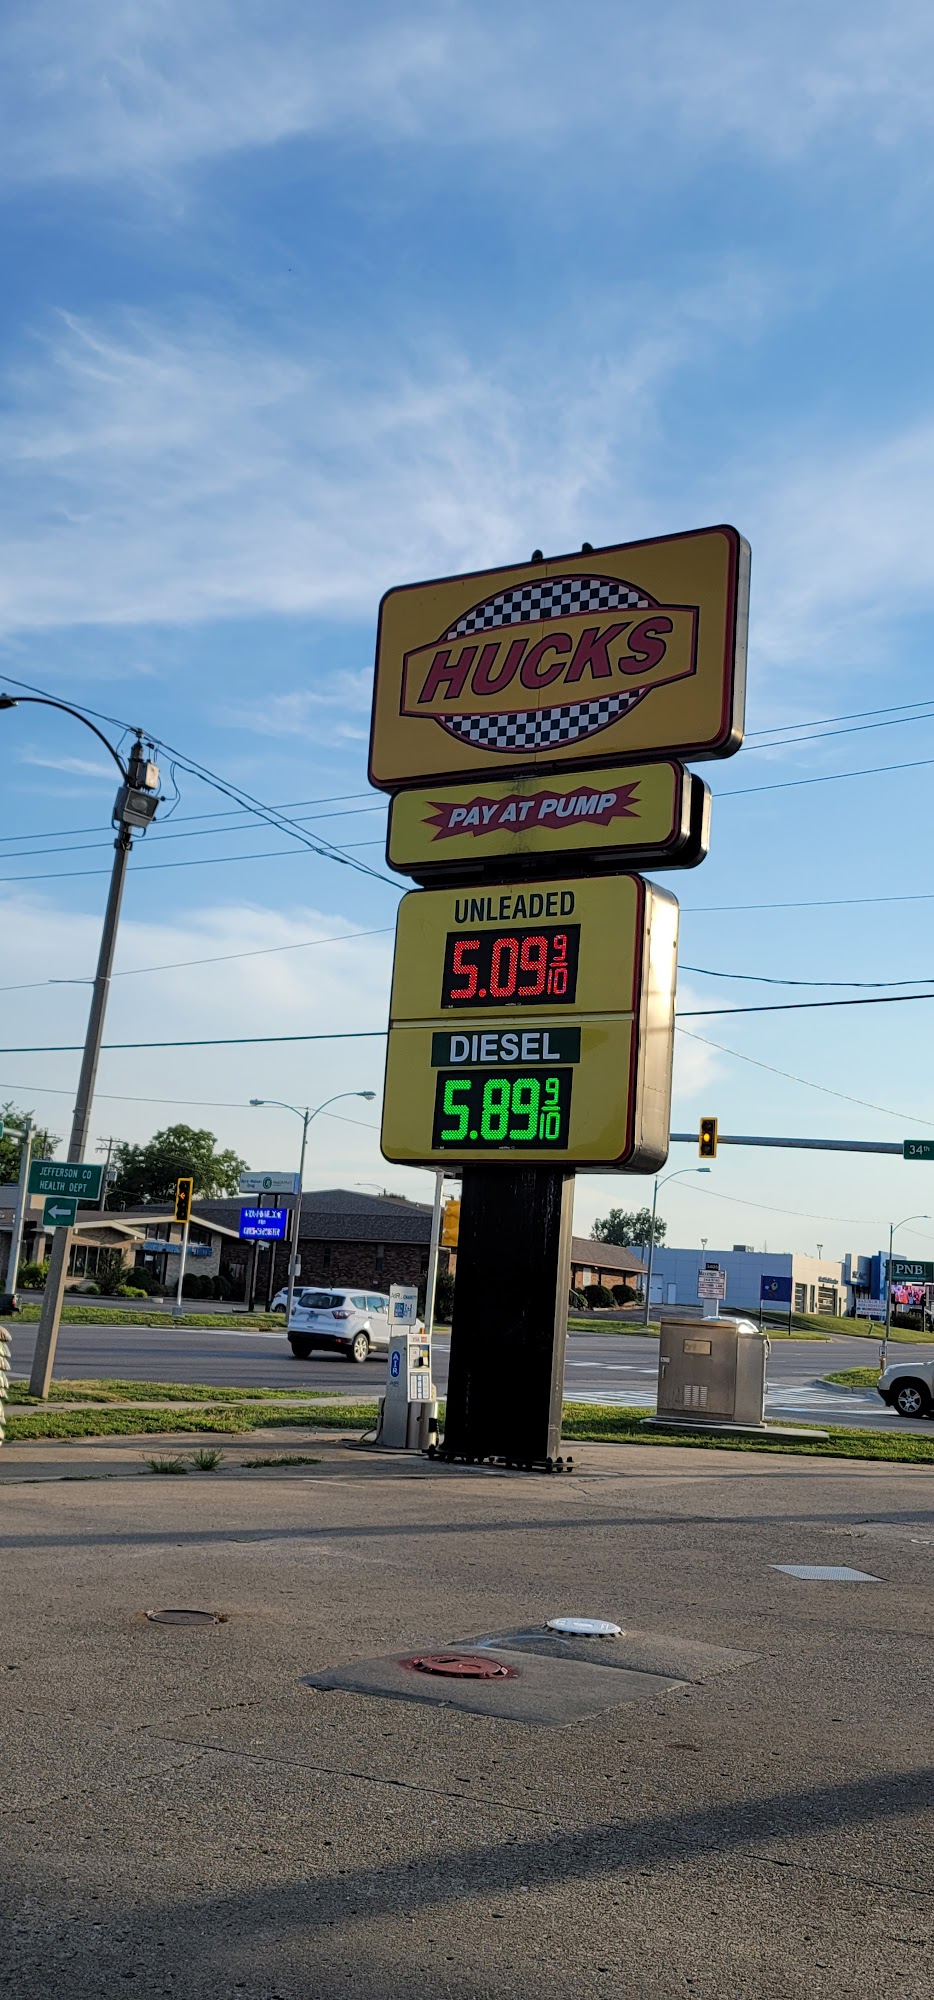 HUCKS
PAY AT PUMP
UNLEADED
5.09 9/10
DIESEL
5.89 9/10
34th
JEFFERSON CO
HEALTH DEPT
PNB
AIR